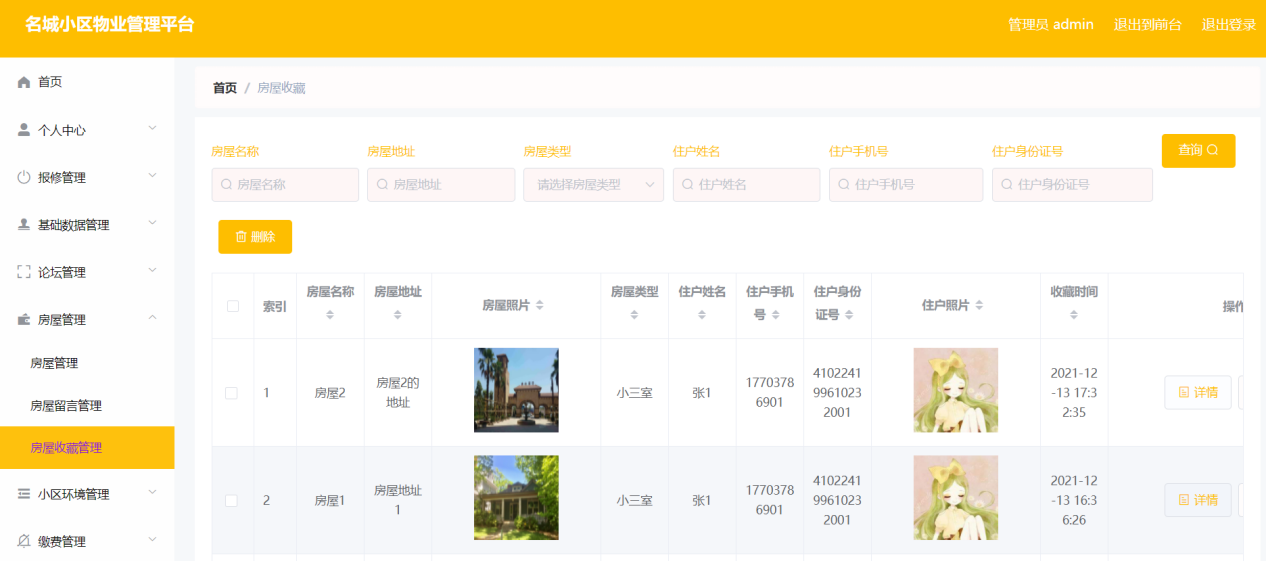 名城小区物业管理平台
管理员 admin 退出到前台 退出登录
首页
个人中心
报修管理
基础数据管理
论坛管理
房屋管理
房屋管理
房屋留言管理
房屋收藏管理
小区环境管理
缴费管理
首页 / 房屋收藏
房屋名称 房屋地址 房屋类型 住户姓名 住户手机号 住户身份证号
房屋名称 房屋地址 请选择房屋类型 住户姓名 住户手机号 住户身份证号 查询
删除
索引 房屋名称 房屋地址 房屋照片 房屋类型 住户姓名 住户手机号 住户身份证号 住户照片 收藏时间 操作
1 房屋2 房屋2的地址 小三室 张1 17703786901 410224199610232001 2021-12-13 17:32:35 详情
2 房屋1 房屋地址1 小三室 张1 17703786901 410224199610232001 2021-12-13 16:36:26 详情